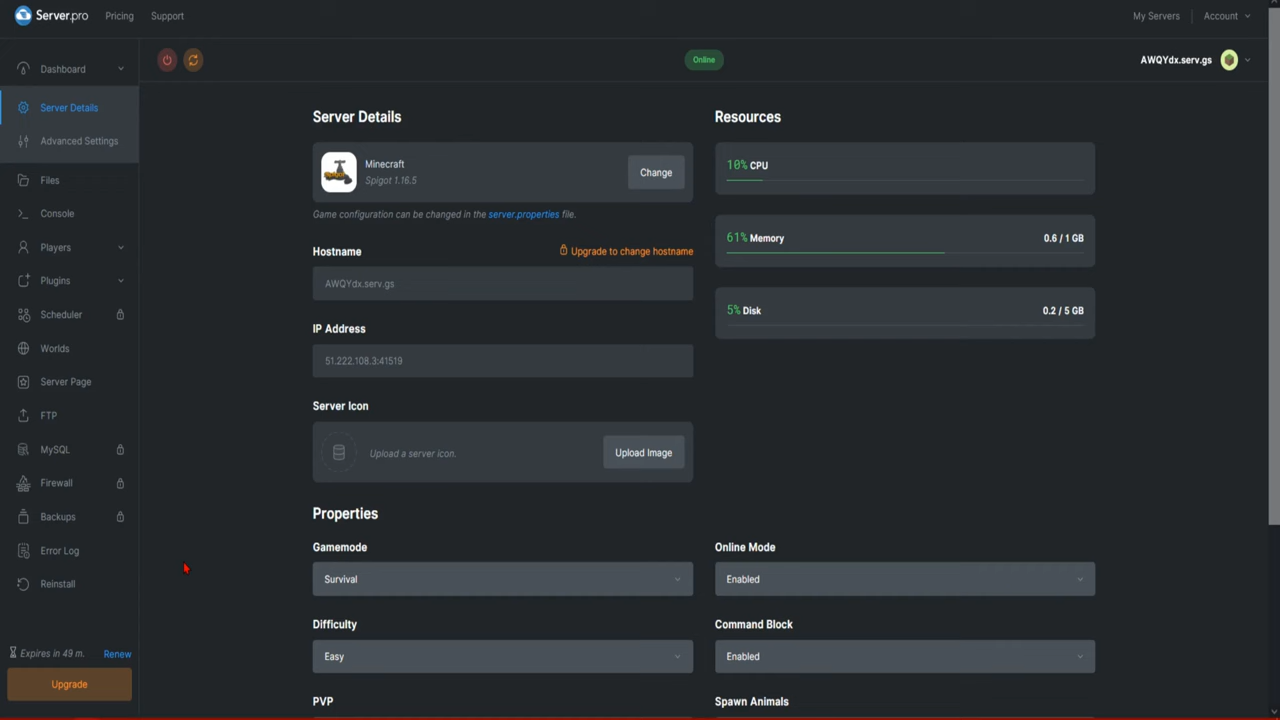 Server.pro
Pricing
Support
My Servers
Account
Online
AWQYdx.serv.gs
Dashboard
Server Details
Advanced Settings
Files
Console
Players
Plugins
Scheduler
Worlds
Server Page
FTP
MySQL
Firewall
Backups
Error Log
Reinstall
Expires in 49 m.
Renew
Upgrade
Server Details
Minecraft
Spigot 1.16.5
Change
Game configuration can be changed in the server.properties file.
Hostname
Upgrade to change hostname
AWQYdx.serv.gs
IP Address
51.222.108.3:41519
Server Icon
Upload a server icon.
Upload Image
Resources
10% CPU
61% Memory
0.6 / 1 GB
5% Disk
0.2 / 5 GB
Properties
Gamemode
Survival
Online Mode
Enabled
Difficulty
Easy
Command Block
Enabled
PVP
Spawn Animals